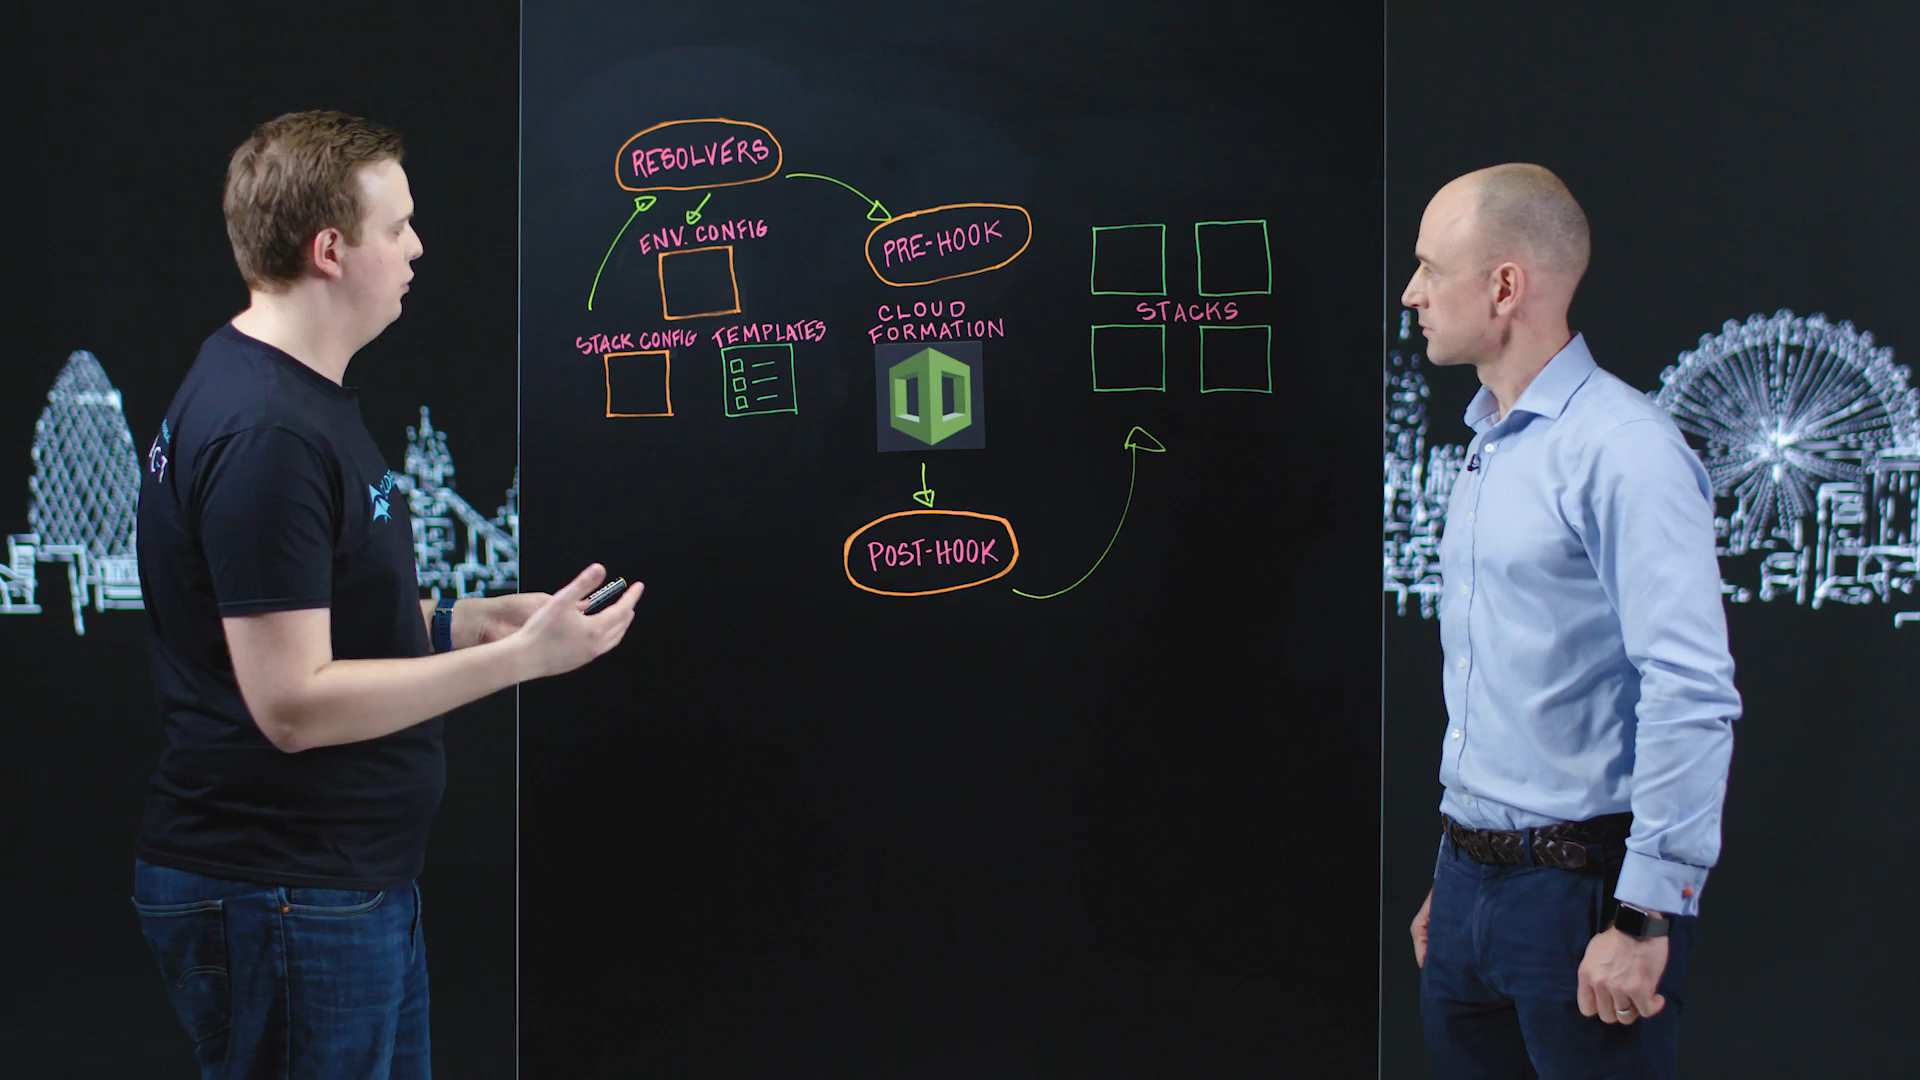 RESOLVERS
ENV. CONFIG
STACK CONFIG
TEMPLATES
PRE-HOOK
CLOUD
FORMATION
POST-HOOK
STACKS